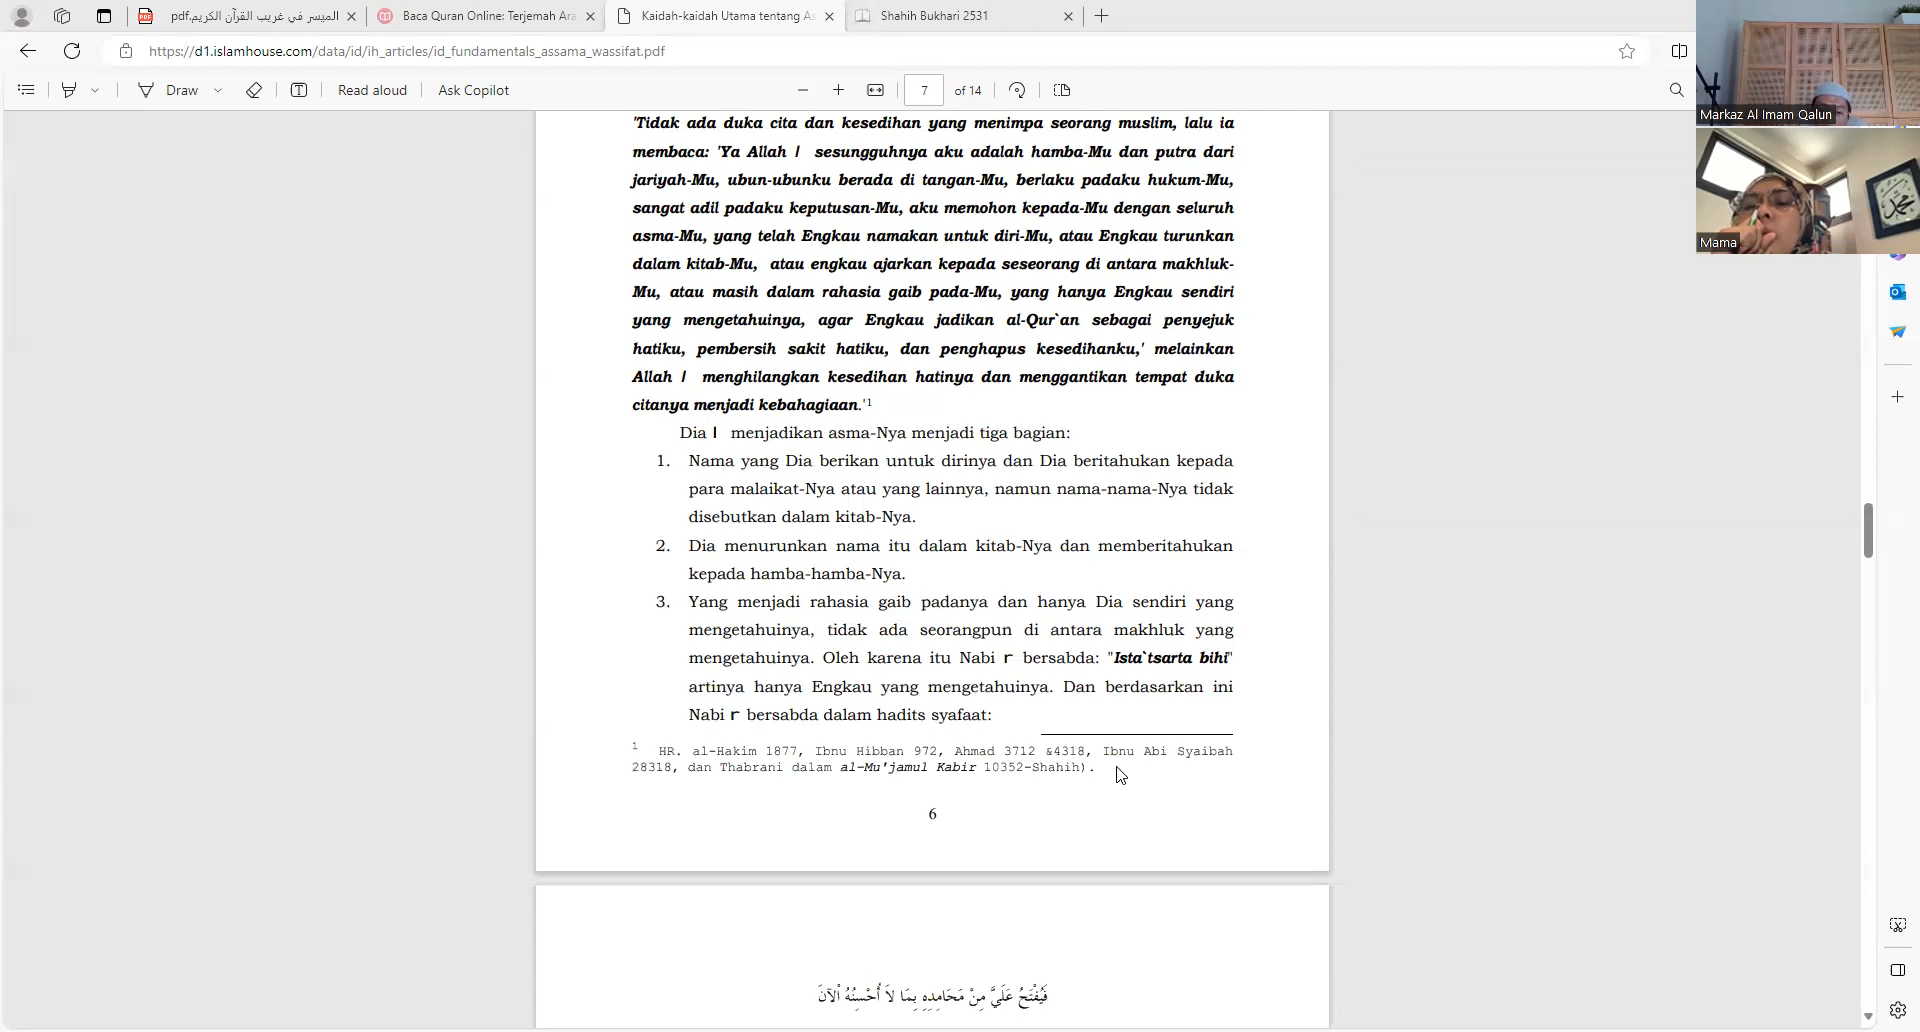 الميسر في غريب القرآن الكريم.pdf
Baca Quran Online: Terjemah Ara
Kaidah-kaidah Utama tentang As
Shahih Bukhari 2531
https://d1.islamhouse.com/data/id/ih_articles/id_fundamentals_assama_wassifat.pdf
Draw
Read aloud
Ask Copilot
7 of 14
Markaz Al Imam Qalun
Mama
'Tidak ada duka cita dan kesedihan yang menimpa seorang muslim, lalu ia
membaca: 'Ya Allah l sesungguhnya aku adalah hamba-Mu dan putra dari
jariyah-Mu, ubun-ubunku berada di tangan-Mu, berlaku padaku hukum-Mu,
sangat adil padaku keputusan-Mu, aku memohon kepada-Mu dengan seluruh
asma-Mu, yang telah Engkau namakan untuk diri-Mu, atau Engkau turunkan
dalam kitab-Mu, atau engkau ajarkan kepada seseorang di antara makhluk-
Mu, atau masih dalam rahasia gaib pada-Mu, yang hanya Engkau sendiri
yang mengetahuinya, agar Engkau jadikan al-Qur`an sebagai penyejuk
hatiku, pembersih sakit hatiku, dan penghapus kesedihanku,' melainkan
Allah l menghilangkan kesedihan hatinya dan menggantikan tempat duka
citanya menjadi kebahagiaan.'1
Dia l menjadikan asma-Nya menjadi tiga bagian:
1. Nama yang Dia berikan untuk dirinya dan Dia beritahukan kepada
para malaikat-Nya atau yang lainnya, namun nama-nama-Nya tidak
disebutkan dalam kitab-Nya.
2. Dia menurunkan nama itu dalam kitab-Nya dan memberitahukan
kepada hamba-hamba-Nya.
3. Yang menjadi rahasia gaib padanya dan hanya Dia sendiri yang
mengetahuinya, tidak ada seorangpun di antara makhluk yang
mengetahuinya. Oleh karena itu Nabi r bersabda: "Ista`tsarta bihi"
artinya hanya Engkau yang mengetahuinya. Dan berdasarkan ini
Nabi r bersabda dalam hadits syafaat:
1 HR. al-Hakim 1877, Ibnu Hibban 972, Ahmad 3712 &4318, Ibnu Abi Syaibah
28318, dan Thabrani dalam al-Mu'jamul Kabir 10352-Shahih).
6
فَيُفْتَحُ عَلَيَّ مِنْ مَحَامِدِهِ بِمَا لاَ أُحْسِنُهُ اْلآنَ